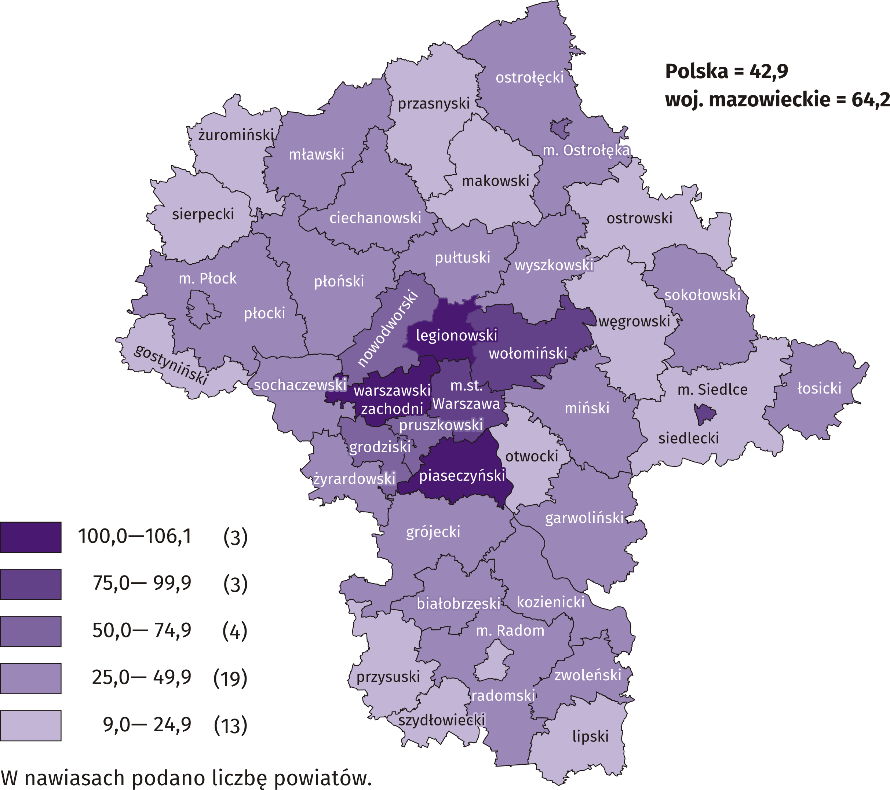 Polska = 42,9
woj. mazowieckie = 64,2
ostrołęcki
przasnyski
żuromiński
mławski
m. Ostrołęka
makowski
sierpecki
ciechanowski
ostrowski
pułtuski
wyszkowski
m. Płock
płoński
sokołowski
płocki
nowodworski
węgrowski
legionowski
gostyniński
wołomiński
sochaczewski
warszawski
zachodni
m.st.
Warszawa
m. Siedlce
łosicki
miński
pruszkowski
siedlecki
grodziski
otwocki
żyrardowski
piaseczyński
garwoliński
grójecki
białobrzeski
kozienicki
m. Radom
przysuski
zwoleński
radomski
szydłowiecki
lipski
100,0—106,1 (3)
75,0— 99,9 (3)
50,0— 74,9 (4)
25,0— 49,9 (19)
9,0— 24,9 (13)
W nawiasach podano liczbę powiatów.